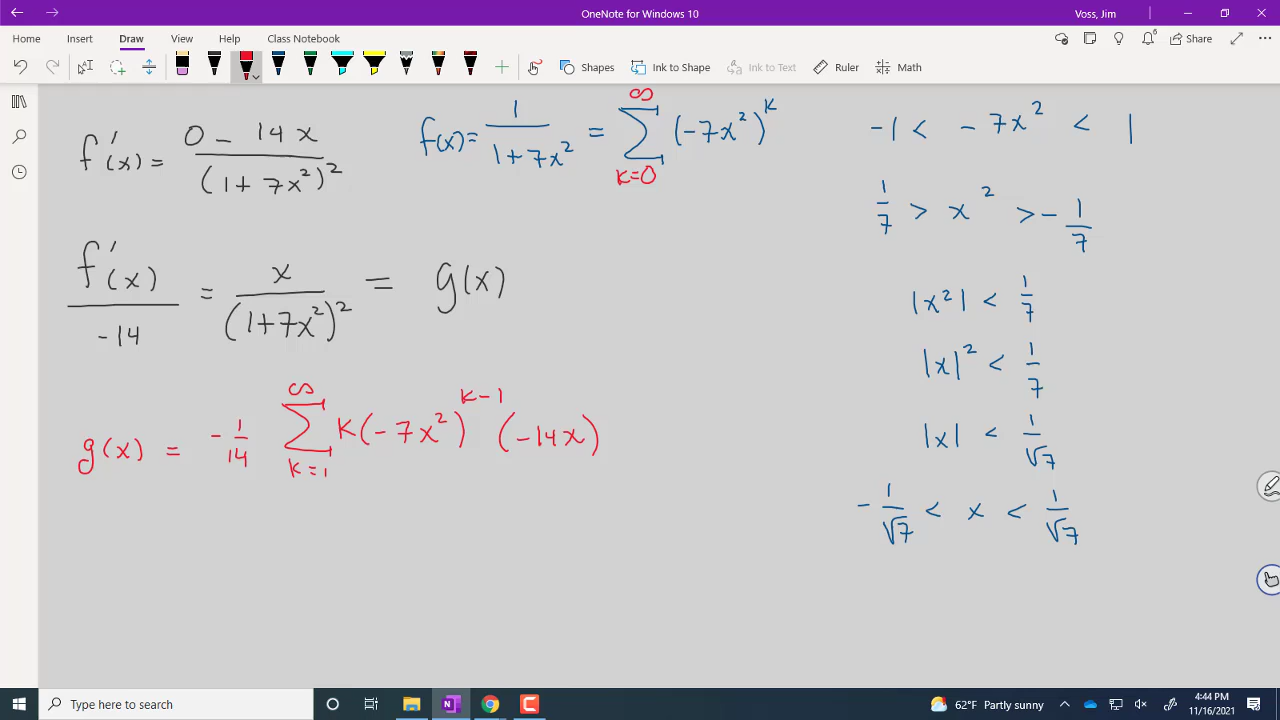 OneNote for Windows 10
Voss, Jim
Home Insert Draw View Help Class Notebook
Share
Shapes Ink to Shape Ink to Text Ruler Math
f'(x) = (0 - 14x)/(1 + 7x²)²
f(x) = 1/(1 + 7x²) = ∑_{k=0}^{∞} (-7x²)^k
-1 < -7x² < 1
1/7 > x² > -1/7
f'(x)/-14 = x/(1+7x²)² = g(x)
|x²| < 1/7
|x|² < 1/7
g(x) = -1/14 ∑_{k=1}^{∞} k(-7x²)^{k-1} (-14x)
|x| < 1/√7
-1/√7 < x < 1/√7
Type here to search
62°F Partly sunny
4:44 PM
11/16/2021
6